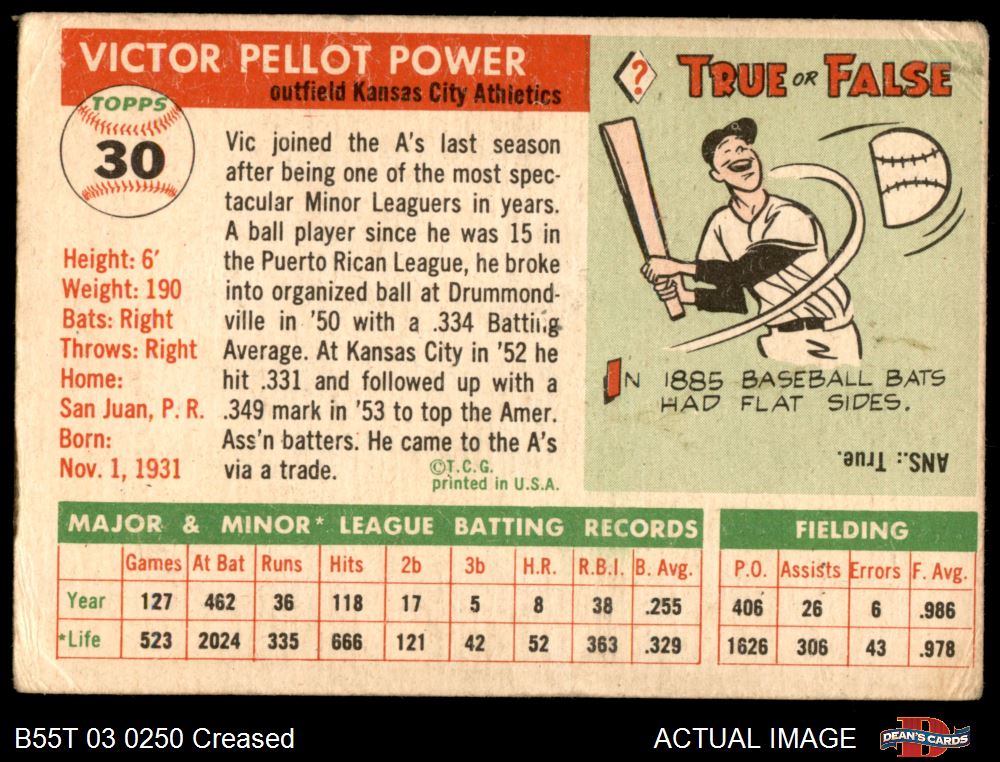 VICTOR PELLOT POWER
outfield Kansas City Athletics
TOPPS
30
Vic joined the A's last season
after being one of the most spec-
tacular Minor Leaguers in years.
A ball player since he was 15 in
the Puerto Rican League, he broke
into organized ball at Drummond-
ville in '50 with a .334 Batting
Average. At Kansas City in '52 he
hit .331 and followed up with a
.349 mark in '53 to top the Amer.
Ass'n batters. He came to the A's
via a trade.
©T.C.G.
printed in U.S.A.
Height: 6'
Weight: 190
Bats: Right
Throws: Right
Home:
San Juan, P. R.
Born:
Nov. 1, 1931
? TRUE OR FALSE
IN 1885 BASEBALL BATS
HAD FLAT SIDES.
ANS.: True.
MAJOR & MINOR* LEAGUE BATTING RECORDS
Games At Bat Runs Hits 2b 3b H.R. R.B.I. B. Avg.
Year 127 462 36 118 17 5 8 38 .255
*Life 523 2024 335 666 121 42 52 363 .329
FIELDING
P.O. Assists Errors F. Avg.
406 26 6 .986
1626 306 43 .978
B55T 03 0250 Creased
ACTUAL IMAGE
D
DEAN'S CARDS